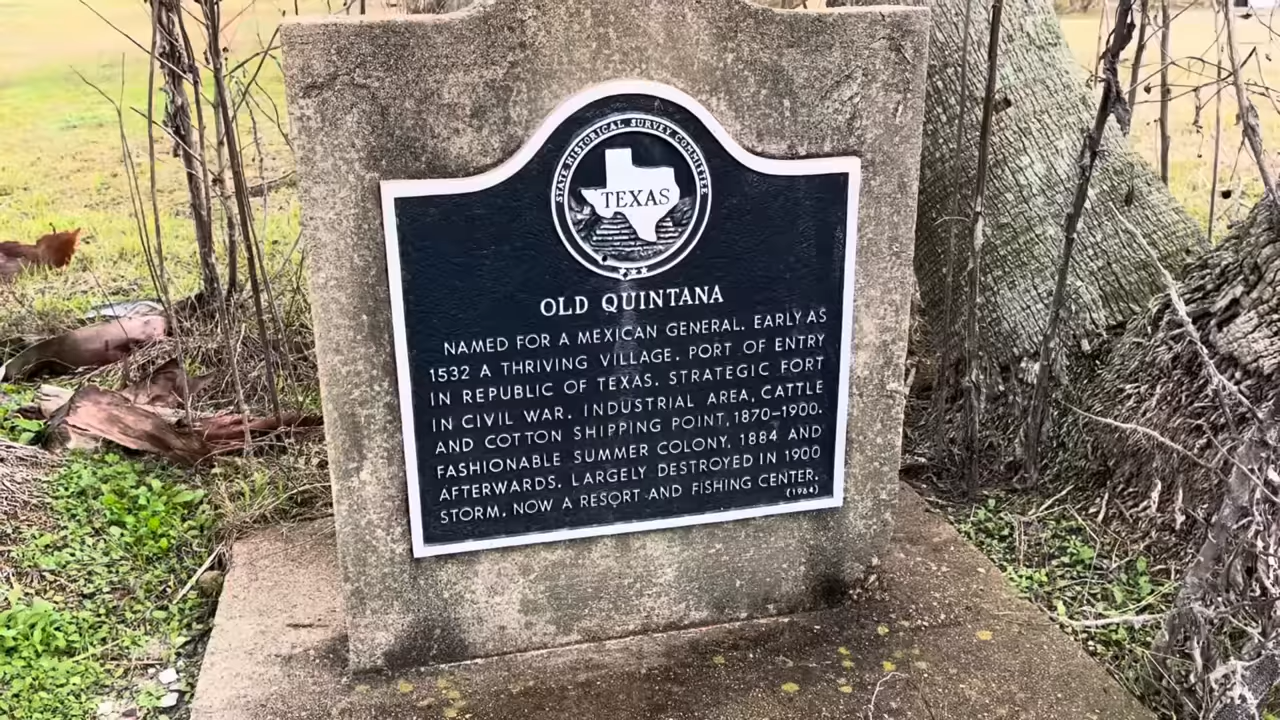 STATE HISTORICAL SURVEY COMMITTEE
TEXAS
OLD QUINTANA
NAMED FOR A MEXICAN GENERAL. EARLY AS
1532 A THRIVING VILLAGE. PORT OF ENTRY
IN REPUBLIC OF TEXAS. STRATEGIC FORT
IN CIVIL WAR. INDUSTRIAL AREA, CATTLE
AND COTTON SHIPPING POINT, 1870-1900.
FASHIONABLE SUMMER COLONY, 1884 AND
AFTERWARDS. LARGELY DESTROYED IN 1900
STORM. NOW A RESORT AND FISHING CENTER.
(1964)